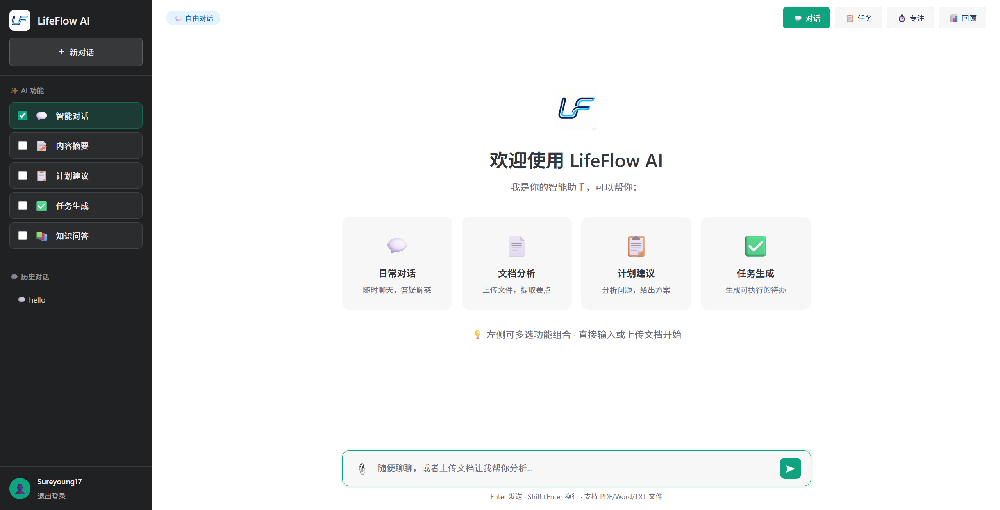 LF
LifeFlow AI
+ 新对话
AI 功能
智能对话
内容摘要
计划建议
任务生成
知识问答
历史对话
hello
Sureyoung17
退出登录
自由对话
对话
任务
专注
回顾
LF
欢迎使用 LifeFlow AI
我是你的智能助手，可以帮你：
日常对话
随时聊天，答疑解惑
文档分析
上传文件，提取要点
计划建议
分析问题，给出方案
任务生成
生成可执行的待办
左侧可多选功能组合 · 直接输入或上传文档开始
随便聊聊，或者上传文档让我帮你分析...
Enter 发送 · Shift+Enter 换行 · 支持 PDF/Word/TXT 文件